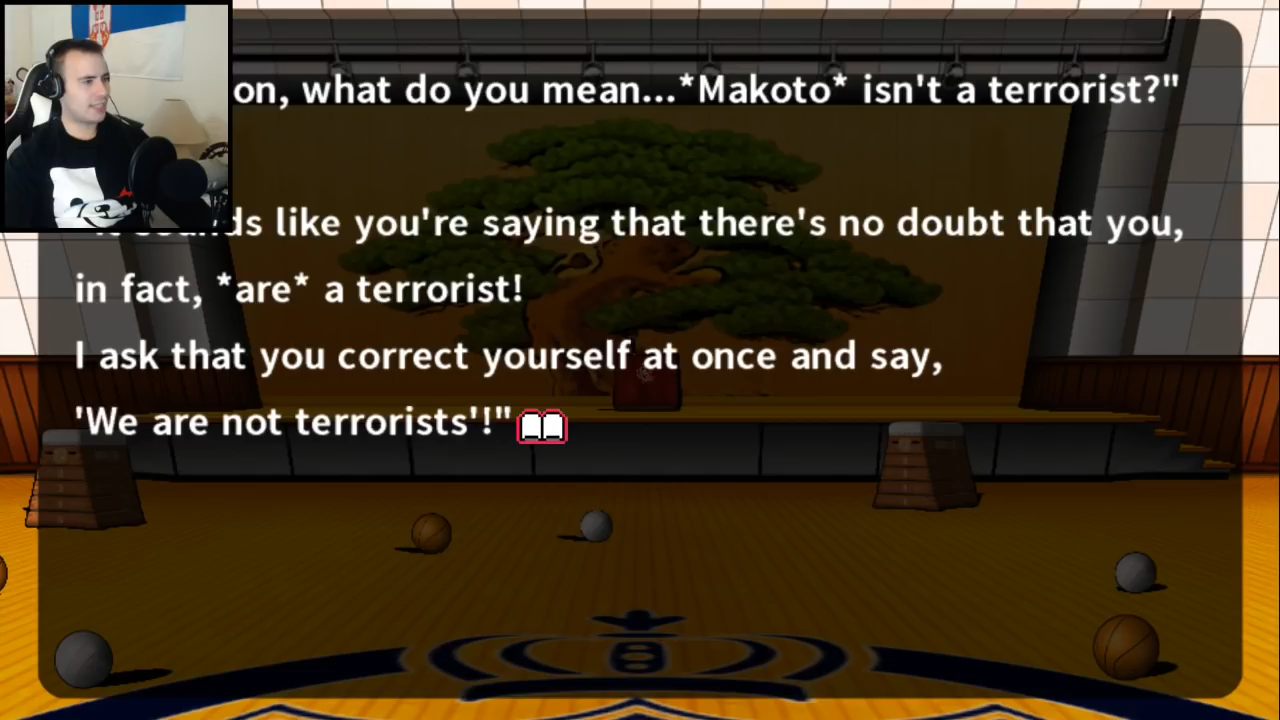 on, what do you mean...*Makoto* isn't a terrorist?"
like you're saying that there's no doubt that you,
in fact, *are* a terrorist!
I ask that you correct yourself at once and say,
'We are not terrorists'!"